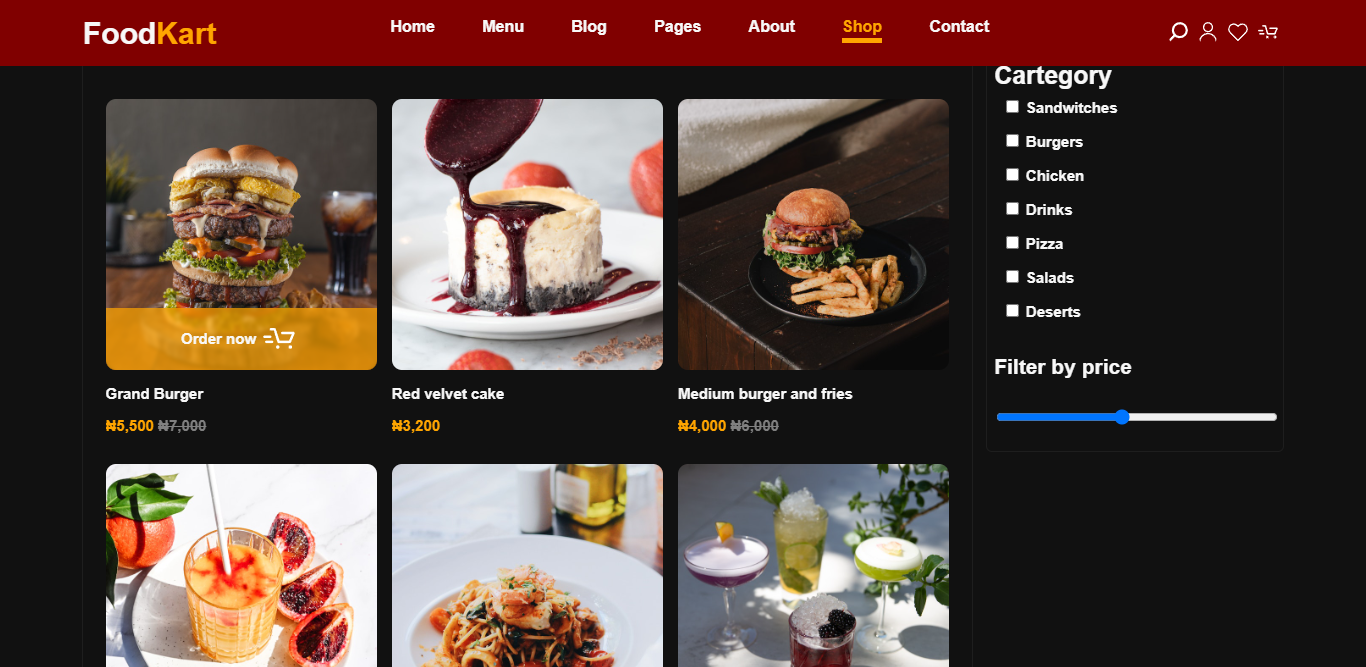 FoodKart
Home Menu Blog Pages About Shop Contact
Cartegory
Sandwitches
Burgers
Chicken
Drinks
Pizza
Salads
Deserts
Filter by price
Order now
Grand Burger
₦5,500 ₦7,000
Red velvet cake
₦3,200
Medium burger and fries
₦4,000 ₦6,000